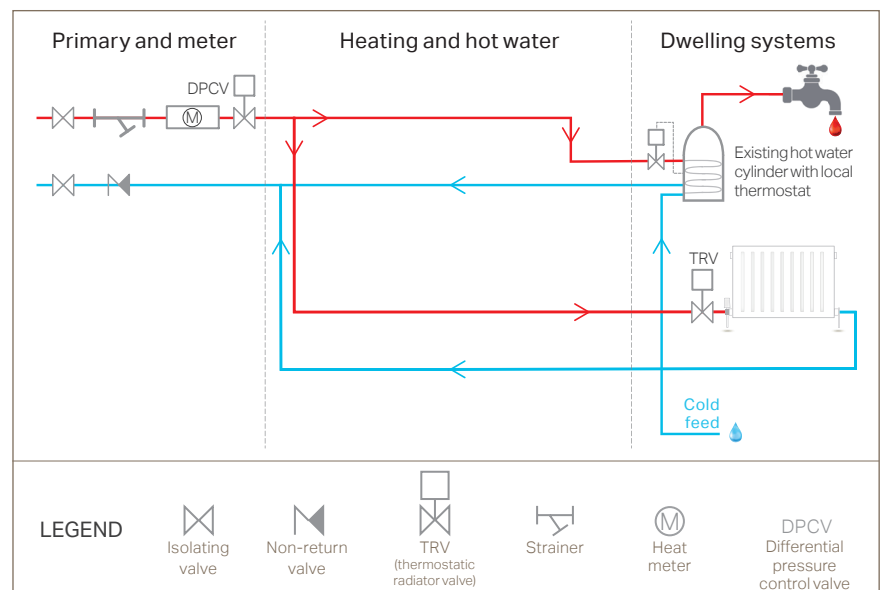 Primary and meter
Heating and hot water
Dwelling systems
DPCV
M
Existing hot water
cylinder with local
thermostat
TRV
Cold
feed
LEGEND
Isolating
valve
Non-return
valve
TRV
(thermostatic
radiator valve)
Strainer
M
Heat
meter
DPCV
Differential
pressure
control valve